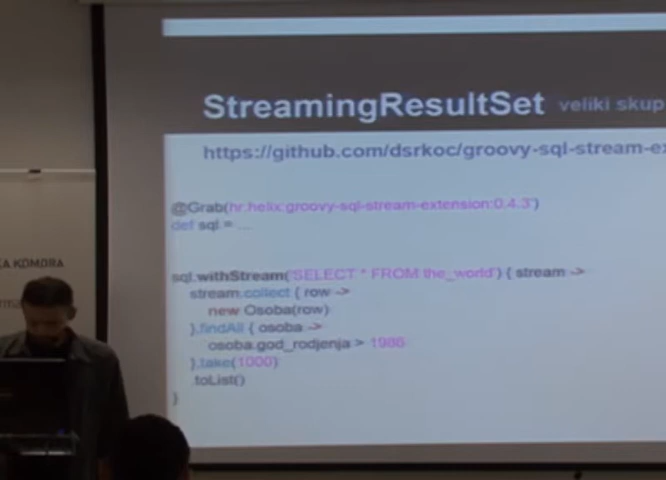 StreamingResultSet veliki skup
https://github.com/dsrkoc/groovy-sql-stream-ex
@Grab('hr.helix:groovy-sql-stream-extension:0.4.3')
def sql = ...
sql.withStream('SELECT * FROM the_world') { stream ->
stream.collect { row ->
new Osoba(row)
}.findAll { osoba ->
osoba.god_rodjenja > 1986
}.take(1000)
.toList()
}
KA KOMORA